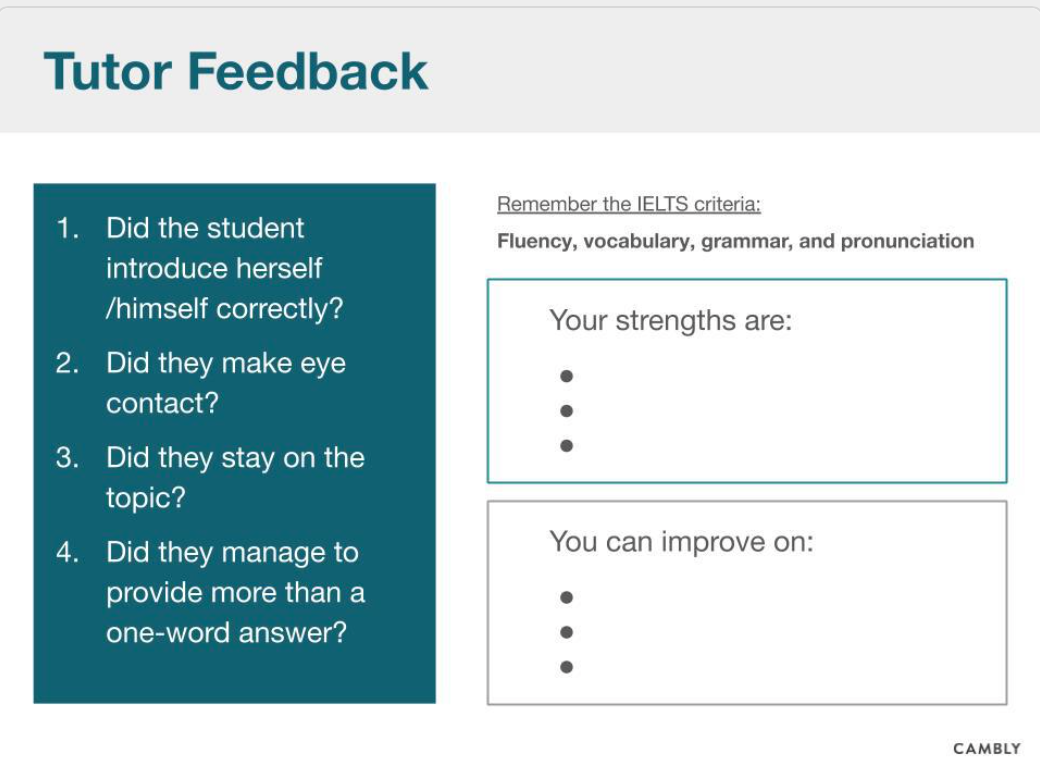 Tutor Feedback
1. Did the student
introduce herself
/himself correctly?
2. Did they make eye
contact?
3. Did they stay on the
topic?
4. Did they manage to
provide more than a
one-word answer?
Remember the IELTS criteria:
Fluency, vocabulary, grammar, and pronunciation
Your strengths are:
●
●
●
You can improve on:
●
●
●
CAMBLY